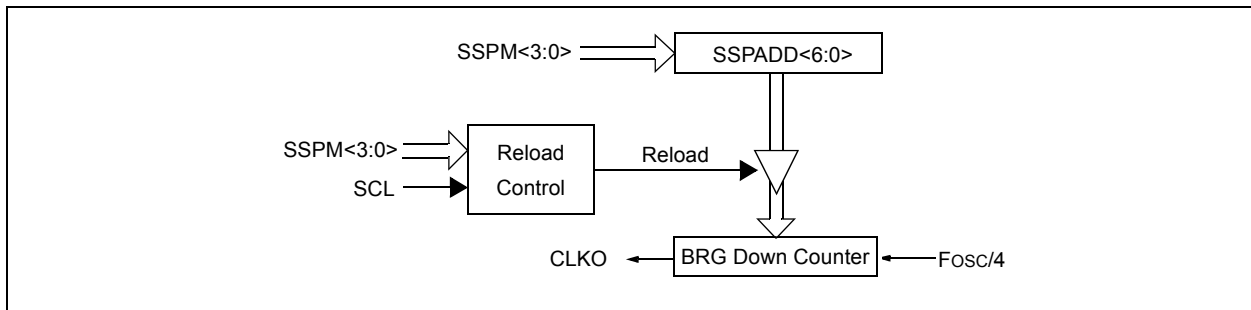 SSPM<3:0>
SSPADD<6:0>
SSPM<3:0>
Reload
Control
Reload
SCL
CLKO
BRG Down Counter
FOSC/4